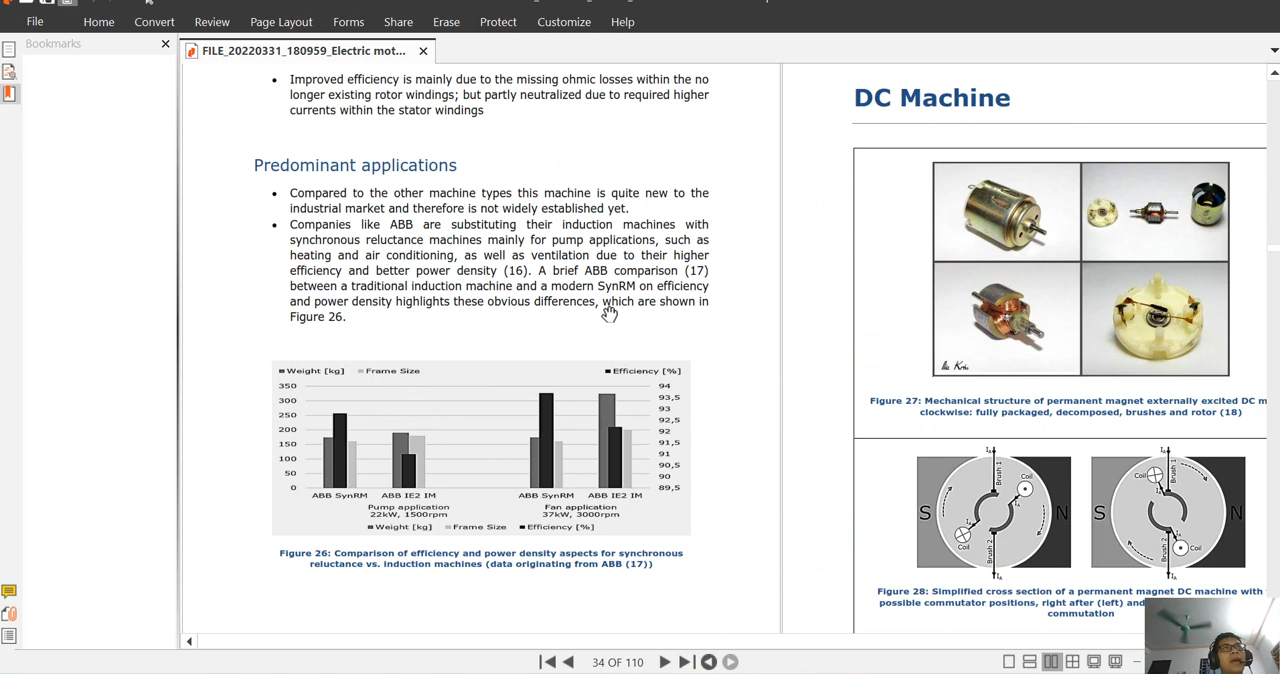 File Home Convert Review Page Layout Forms Share Erase Protect Customize Help
Bookmarks
FILE_20220331_180959_Electric mot...
Improved efficiency is mainly due to the missing ohmic losses within the no
longer existing rotor windings; but partly neutralized due to required higher
currents within the stator windings
Predominant applications
Compared to the other machine types this machine is quite new to the
industrial market and therefore is not widely established yet.
Companies like ABB are substituting their induction machines with
synchronous reluctance machines mainly for pump applications, such as
heating and air conditioning, as well as ventilation due to their higher
efficiency and better power density (16). A brief ABB comparison (17)
between a traditional induction machine and a modern SynRM on efficiency
and power density highlights these obvious differences, which are shown in
Figure 26.
Weight [kg] Frame Size Efficiency [%]
350 94
300 93,5
250 93
200 92,5
150 92
100 91,5
50 91
0 90,5
90
89,5
ABB SynRM ABB IE2 IM ABB SynRM ABB IE2 IM
Pump application Fan application
22kW, 1500rpm 37kW, 3000rpm
Weight [kg] Frame Size Efficiency [%]
Figure 26: Comparison of efficiency and power density aspects for synchronous
reluctance vs. induction machines (data originating from ABB (17))
DC Machine
Figure 27: Mechanical structure of permanent magnet externally excited DC m
clockwise: fully packaged, decomposed, brushes and rotor (18)
S N Coil Coil Brush 1 Brush 2 IA IA IA IA
S N Coil Coil Brush 1 Brush 2 IA IA IA IA
Figure 28: Simplified cross section of a permanent magnet DC machine with
possible commutator positions, right after (left) and
commutation
34 OF 110